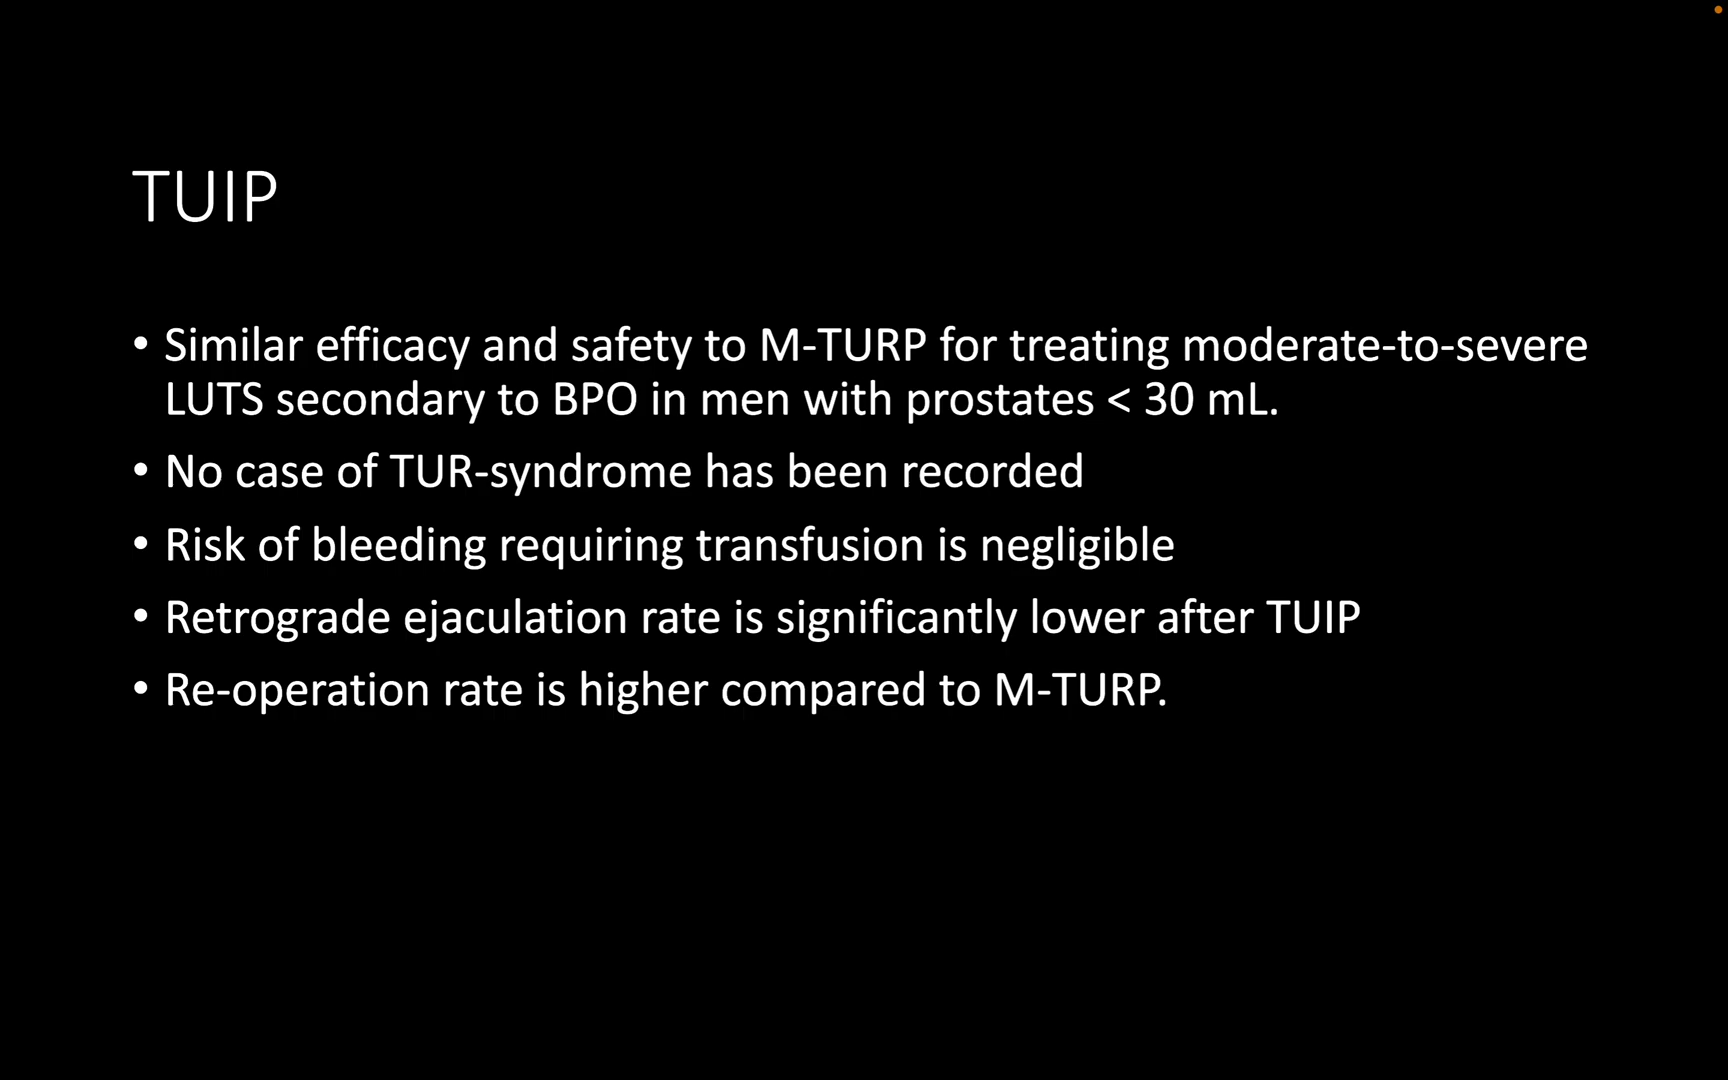 TUIP
• Similar efficacy and safety to M-TURP for treating moderate-to-severe
LUTS secondary to BPO in men with prostates < 30 mL.
• No case of TUR-syndrome has been recorded
• Risk of bleeding requiring transfusion is negligible
• Retrograde ejaculation rate is significantly lower after TUIP
• Re-operation rate is higher compared to M-TURP.